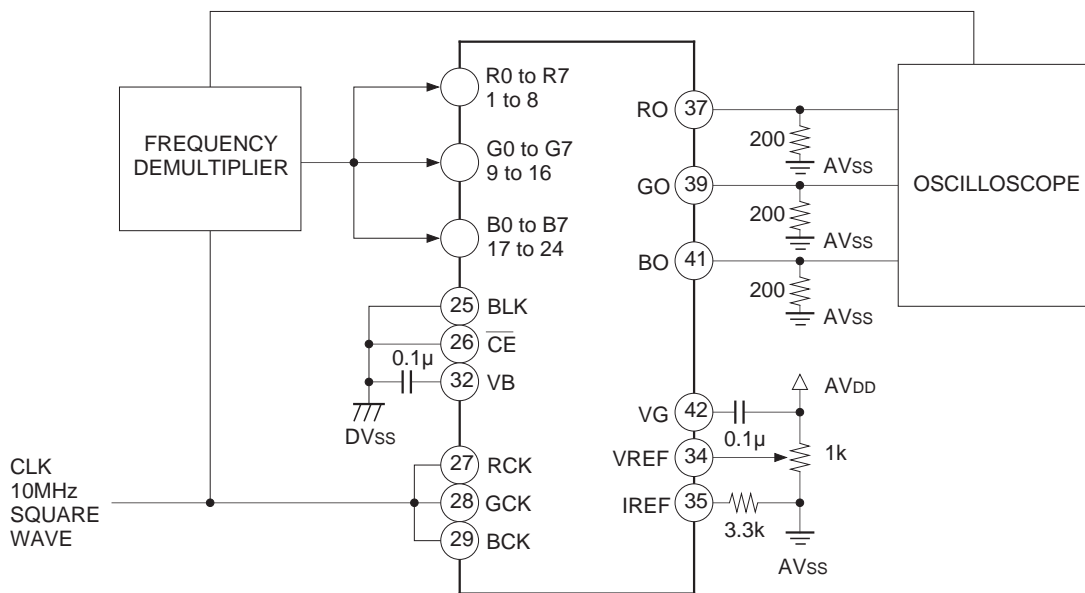 FREQUENCY
DEMULTIPLIER
R0 to R7
1 to 8
G0 to G7
9 to 16
B0 to B7
17 to 24
25 BLK
26 CE
0.1µ
32 VB
DVSS
CLK
10MHz
SQUARE
WAVE
27 RCK
28 GCK
29 BCK
RO 37
200
AVSS
GO 39
200
AVSS
BO 41
200
AVSS
OSCILLOSCOPE
AVDD
VG 42
0.1µ
VREF 34
1k
IREF 35
3.3k
AVSS